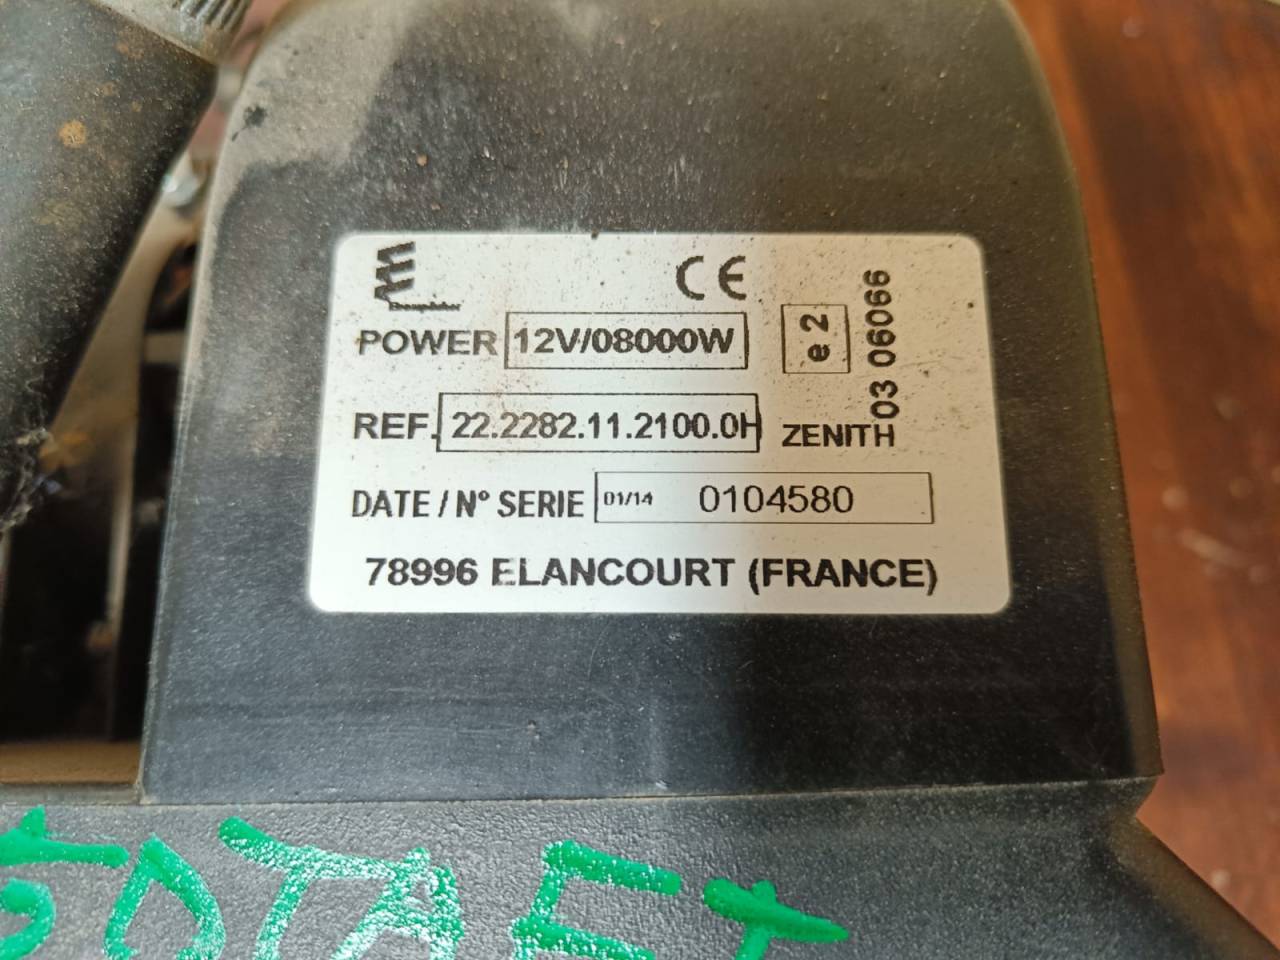 Eberspächer
CE
POWER 12V/08000W
e 2
03 06066
REF. 22.2282.11.2100.0H ZENITH
DATE / N° SERIE 01/14 0104580
78996 ELANCOURT (FRANCE)